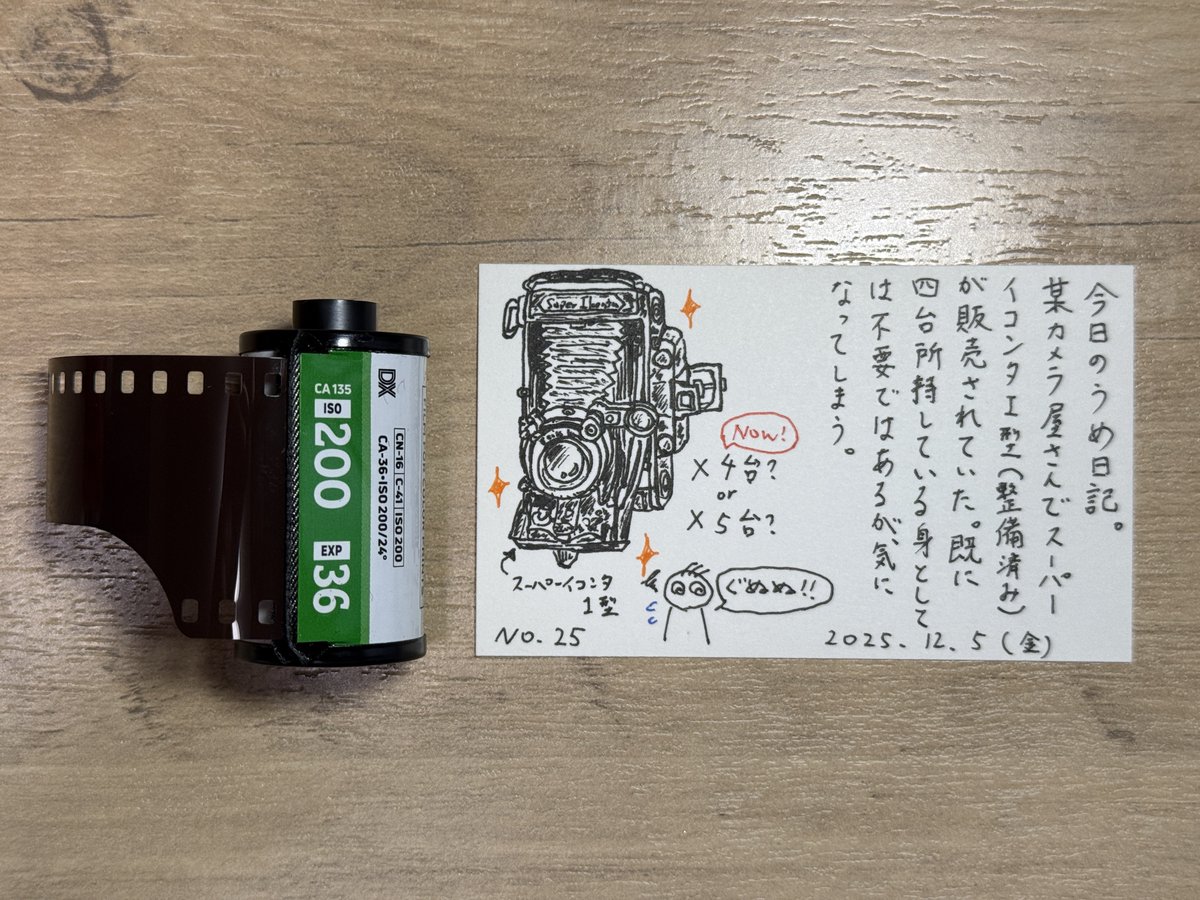 CA 135
ISO
200
EXP
36
DX
CN-16 C-41 ISO 200
CA-36•ISO 200/24°
今日のうめ日記。
某カメラ屋さんでスーパー
イコンタI型(整備済み)
が販売されていた。既に
四台所持している身として
は不要ではあるが、気に
なってしまう。
Super Ikonta
Now!
×4台?
or
×5台?
スーパーイコンタ
1型
ぐぬぬぬ!!
NO.25
2025.12.5(金)